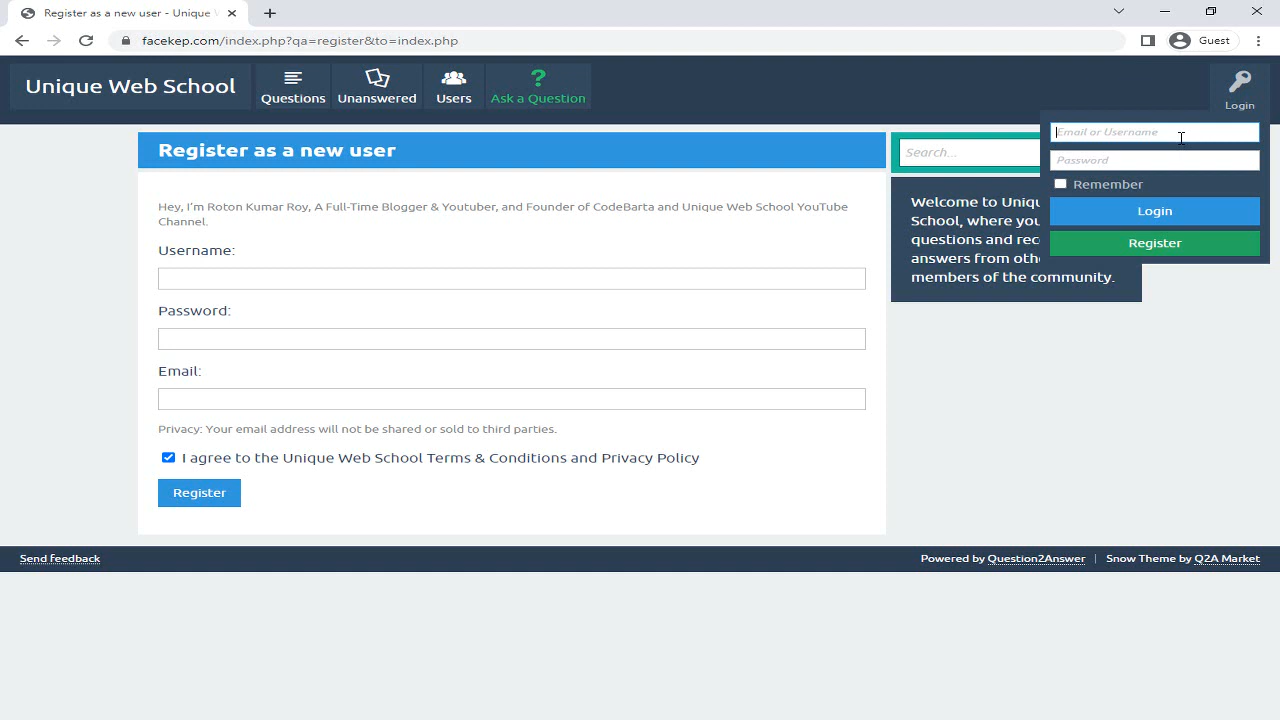 Register as a new user - Unique W
facekep.com/index.php?qa=register&to=index.php
Guest
Unique Web School
Questions
Unanswered
Users
?
Ask a Question
Login
Email or Username
Password
Remember
Login
Register
Register as a new user
Hey, I'm Roton Kumar Roy, A Full-Time Blogger & Youtuber, and Founder of CodeBarta and Unique Web School YouTube
Channel.
Username:
Password:
Email:
Privacy: Your email address will not be shared or sold to third parties.
I agree to the Unique Web School Terms & Conditions and Privacy Policy
Register
Search...
Welcome to Uniqu
School, where you
questions and rece
answers from oth
members of the community.
Send feedback
Powered by Question2Answer | Snow Theme by Q2A Market